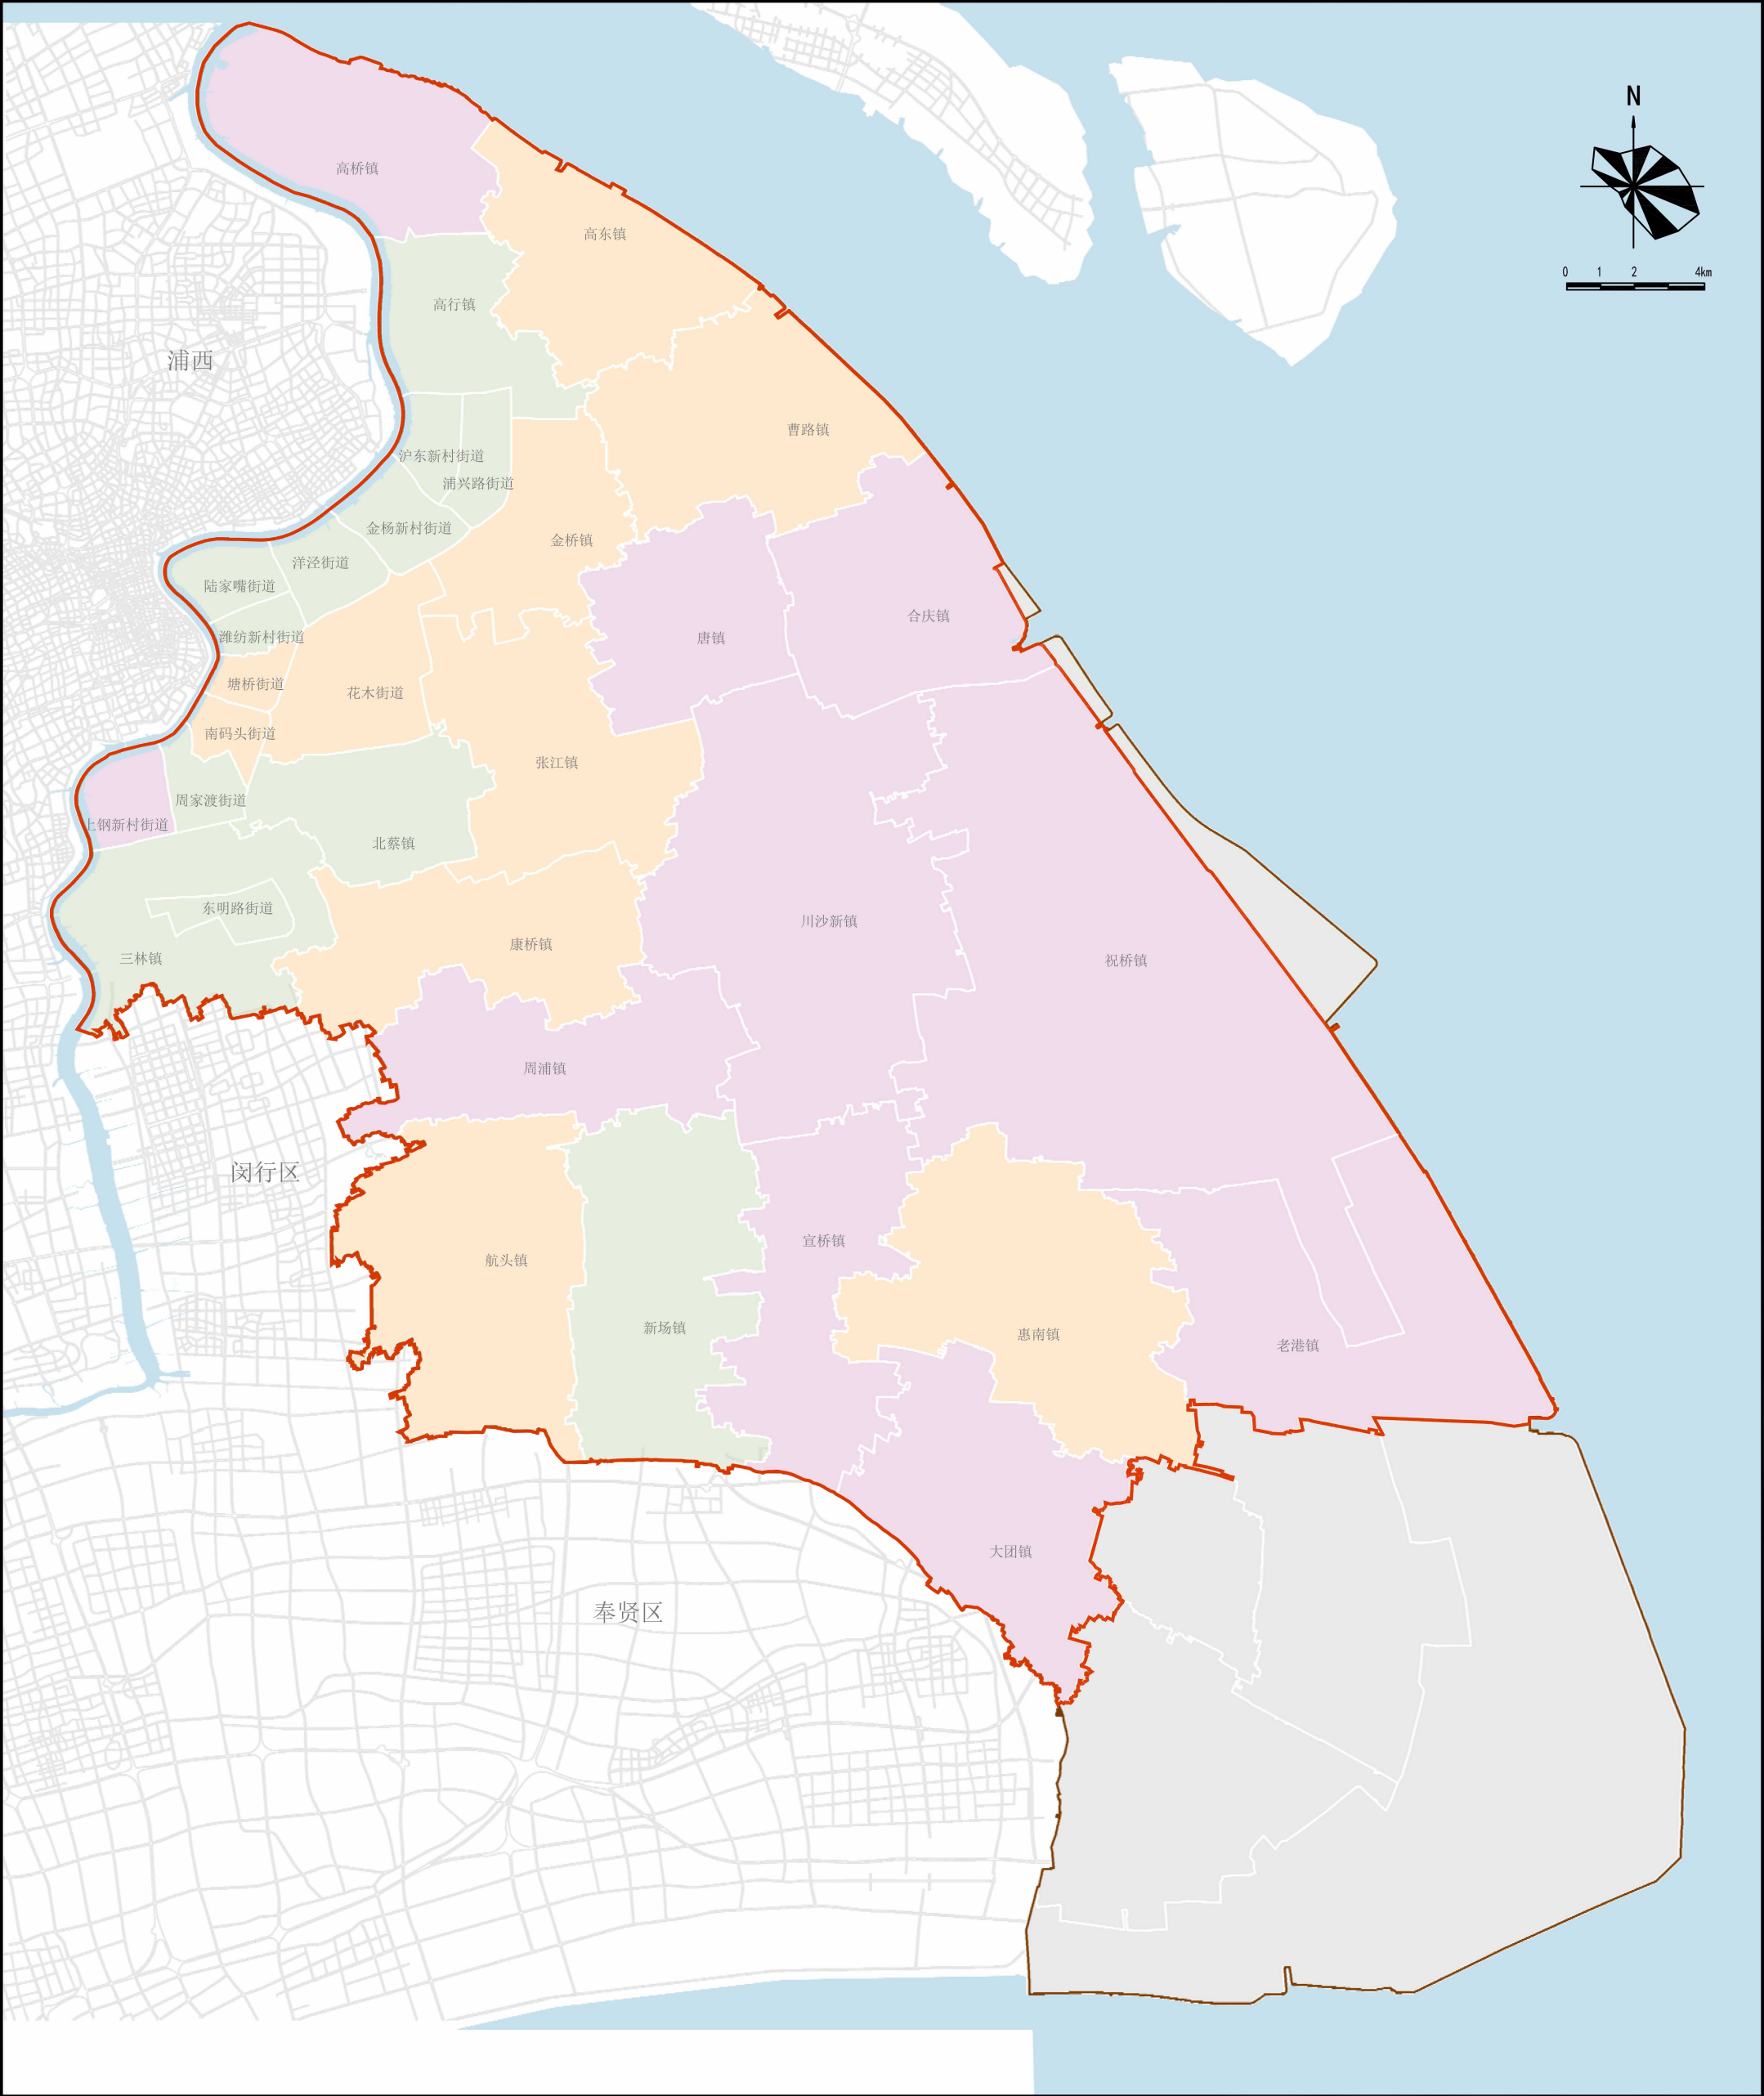 N
0 1 2 4km
高桥镇
高东镇
高行镇
浦西
曹路镇
沪东新村街道
浦兴路街道
金杨新村街道
金桥镇
洋泾街道
陆家嘴街道
合庆镇
潍纺新村街道
唐镇
塘桥街道
花木街道
南码头街道
张江镇
周家渡街道
上钢新村街道
北蔡镇
东明路街道
川沙新镇
康桥镇
三林镇
祝桥镇
周浦镇
闵行区
宣桥镇
航头镇
新场镇
惠南镇
老港镇
大团镇
奉贤区